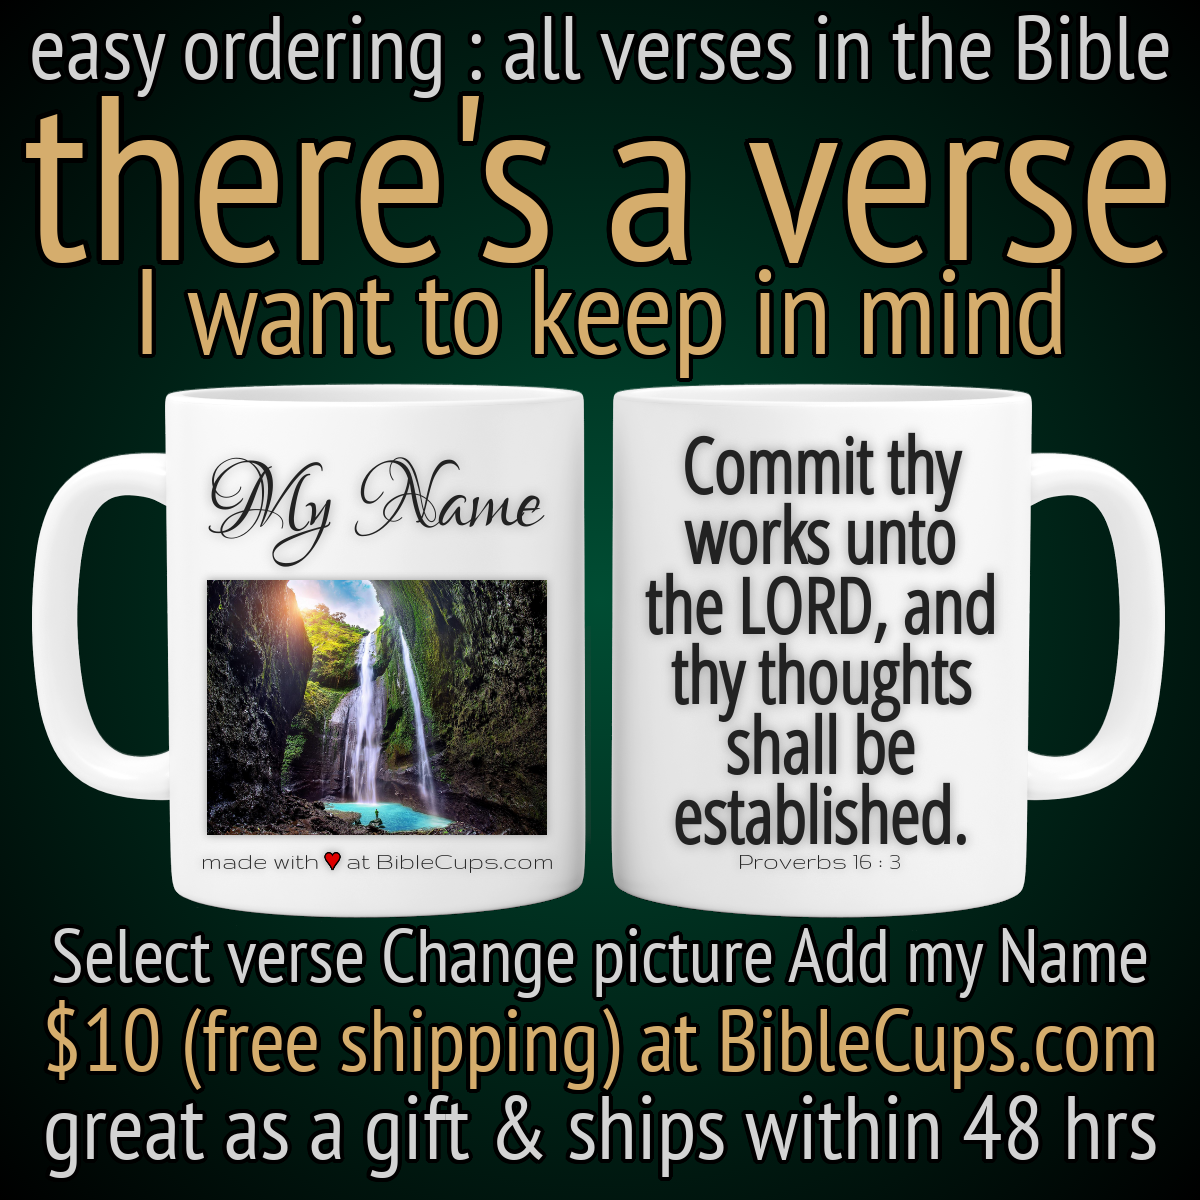 easy ordering : all verses in the Bible
there's a verse
I want to keep in mind
My Name
made with ❤ at BibleCups.com
Commit thy
works unto
the LORD, and
thy thoughts
shall be
established.
Proverbs 16 : 3
Select verse Change picture Add my Name
$10 (free shipping) at BibleCups.com
great as a gift & ships within 48 hrs